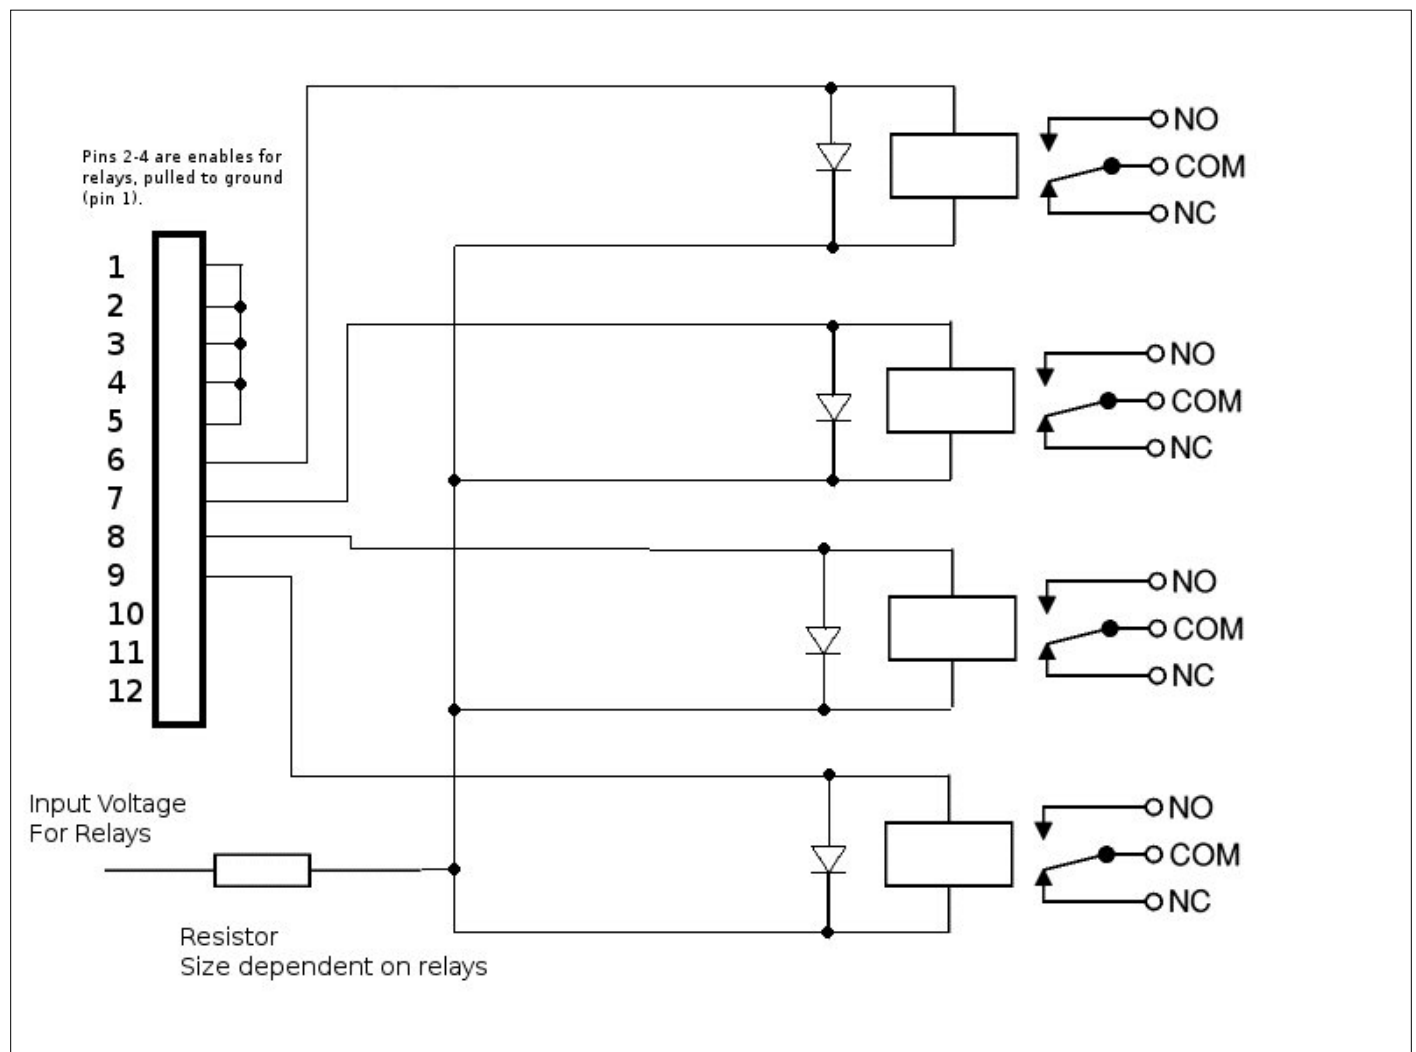 Pins 2-4 are enables for
relays, pulled to ground
(pin 1).
1
2
3
4
5
6
7
8
9
10
11
12
NO
COM
NC
NO
COM
NC
NO
COM
NC
NO
COM
NC
Input Voltage
For Relays
Resistor
Size dependent on relays